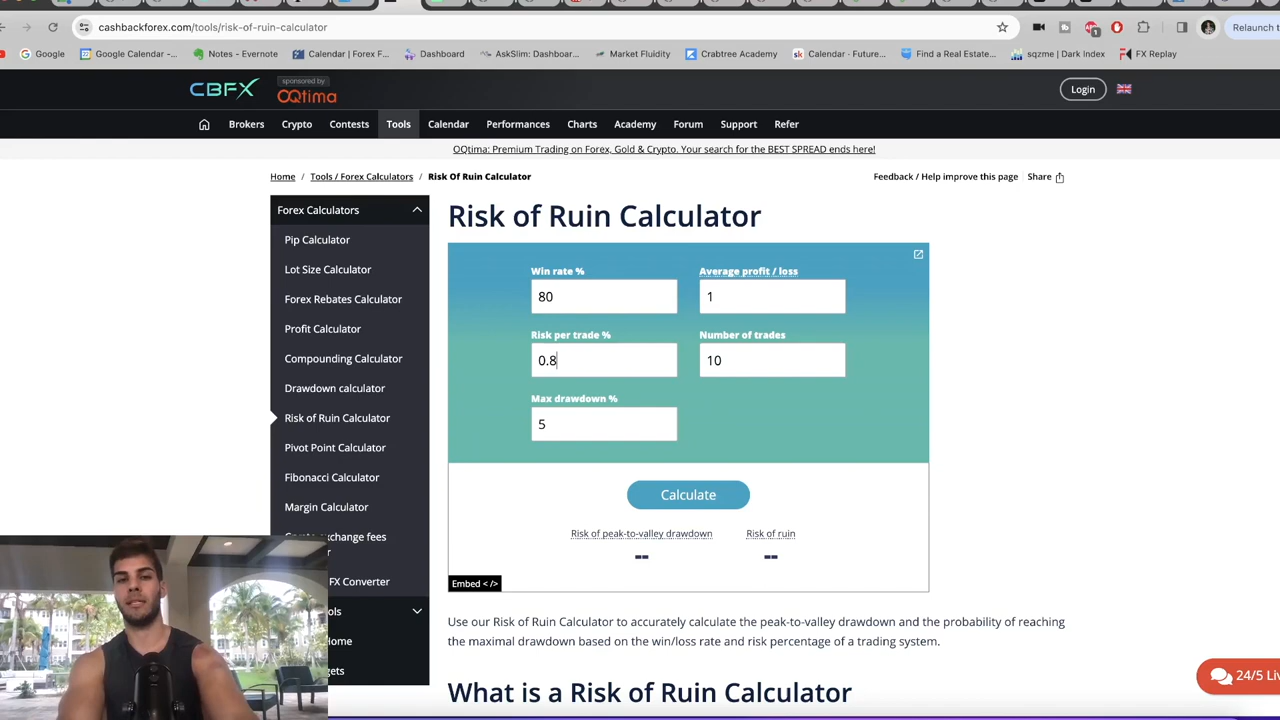 cashbackforex.com/tools/risk-of-ruin-calculator
Relaunch t
Google
Google Calendar -...
Notes - Evernote
Calendar | Forex F...
Dashboard
AskSlim: Dashboar...
Market Fluidity
Crabtree Academy
Calendar - Future...
Find a Real Estate...
sqzme | Dark Index
FX Replay
CBFX
sponsored by
OQtima
Login
Brokers
Crypto
Contests
Tools
Calendar
Performances
Charts
Academy
Forum
Support
Refer
OQtima: Premium Trading on Forex, Gold & Crypto. Your search for the BEST SPREAD ends here!
Home / Tools / Forex Calculators / Risk Of Ruin Calculator
Feedback / Help improve this page
Share
Forex Calculators
Pip Calculator
Lot Size Calculator
Forex Rebates Calculator
Profit Calculator
Compounding Calculator
Drawdown calculator
Risk of Ruin Calculator
Pivot Point Calculator
Fibonacci Calculator
Margin Calculator
exchange fees
FX Converter
Risk of Ruin Calculator
Win rate %
Average profit / loss
80
1
Risk per trade %
Number of trades
0.8
10
Max drawdown %
5
Calculate
Risk of peak-to-valley drawdown
Risk of ruin
--
--
Embed </>
Use our Risk of Ruin Calculator to accurately calculate the peak-to-valley drawdown and the probability of reaching
the maximal drawdown based on the win/loss rate and risk percentage of a trading system.
24/5 Liv
What is a Risk of Ruin Calculator